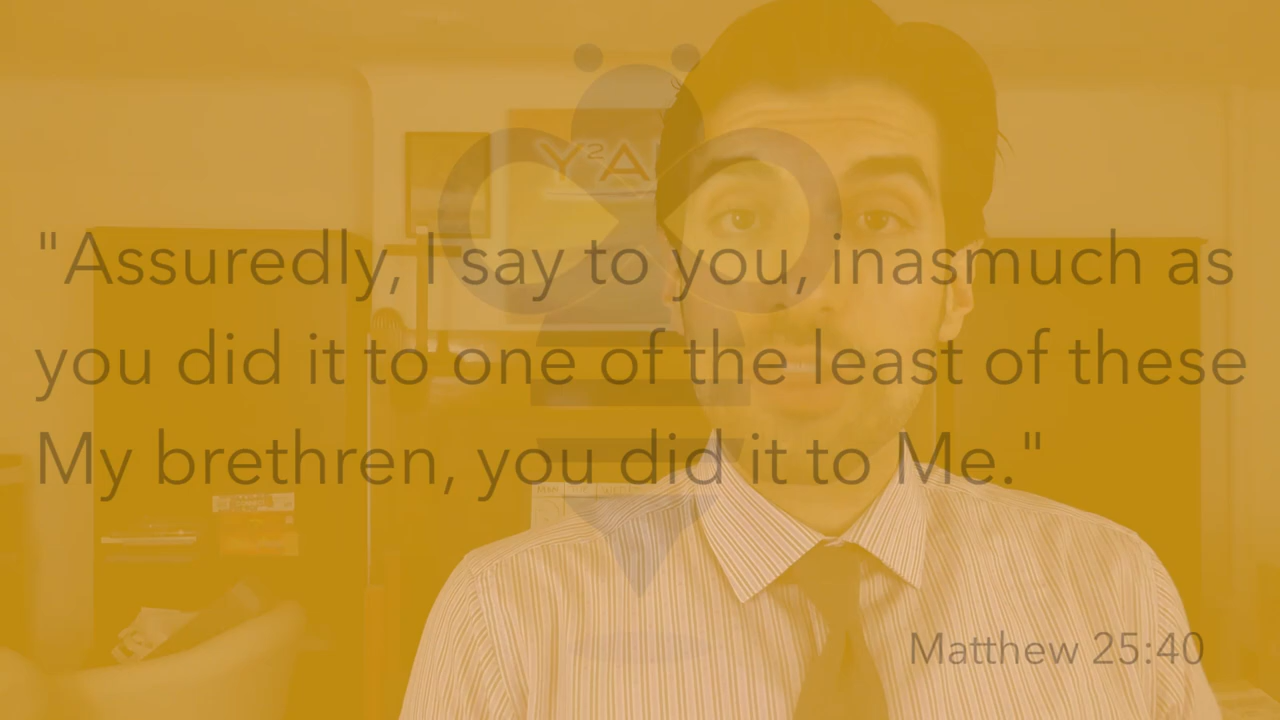 Y²A
"Assuredly, I say to you, inasmuch as
you did it to one of the least of these
My brethren, you did it to Me."
Matthew 25:40